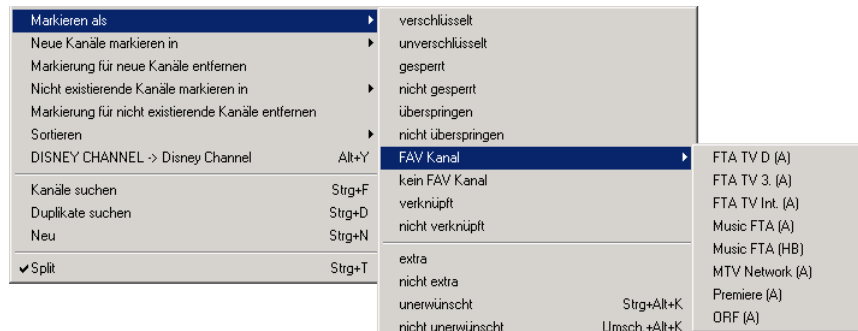 Markieren als
Neue Kanäle markieren in
Markierung für neue Kanäle entfernen
Nicht existierende Kanäle markieren in
Markierung für nicht existierende Kanäle entfernen
Sortieren
DISNEY CHANNEL -> Disney Channel Alt+Y
Kanäle suchen Strg+F
Duplikate suchen Strg+D
Neu Strg+N
Split Strg+T
verschlüsselt
unverschlüsselt
gesperrt
nicht gesperrt
überspringen
nicht überspringen
FAV Kanal
kein FAV Kanal
verknüpft
nicht verknüpft
extra
nicht extra
unerwünscht Strg+Alt+K
nicht unerwünscht Umsch.+Alt+K
FTA TV D (A)
FTA TV 3. (A)
FTA TV Int. (A)
Music FTA (A)
Music FTA (HB)
MTV Network (A)
Premiere (A)
ORF (A)